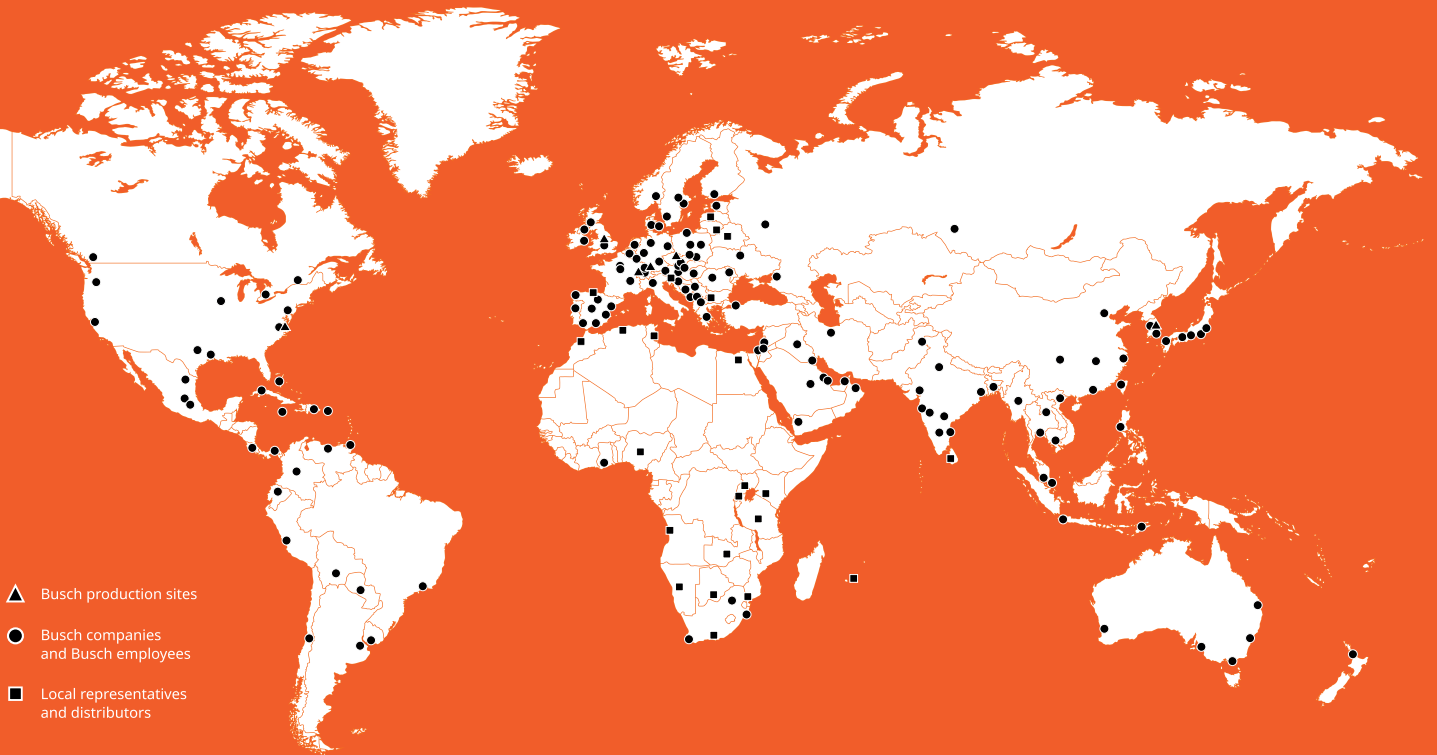 Busch production sites
Busch companies
and Busch employees
Local representatives
and distributors